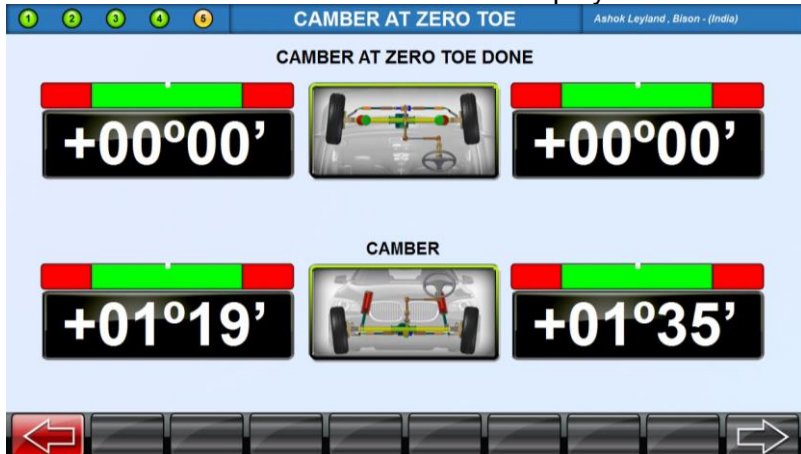 1 2 3 4 5 CAMBER AT ZERO TOE Ashok Leyland , Bison - (India)
CAMBER AT ZERO TOE DONE
+00º00’ +00º00’
CAMBER
+01º19’ +01º35’